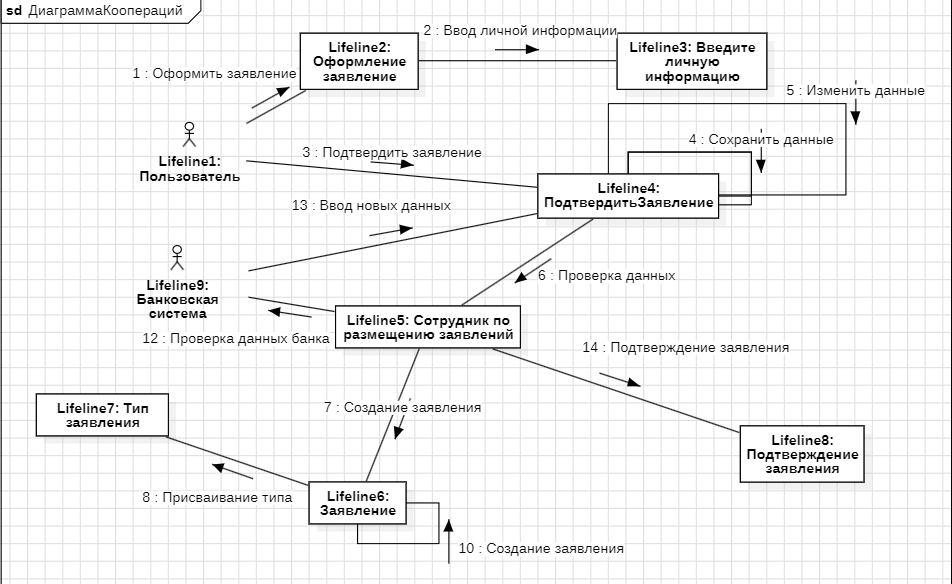 sd ДиаграммаКоопераций
2 : Ввод личной информации
Lifeline2:
Оформление
заявление
Lifeline3: Введите
личную
информацию
1 : Оформить заявление
5 : Изменить данные
4 : Сохранить данные
3 : Подтвердить заявление
Lifeline1:
Пользователь
Lifeline4:
ПодтвердитьЗаявление
13 : Ввод новых данных
6 : Проверка данных
Lifeline9:
Банковская
система
Lifeline5: Сотрудник по
размещению заявлений
12 : Проверка данных банка
14 : Подтверждение заявления
7 : Создание заявления
Lifeline7: Тип
заявления
Lifeline8:
Подтверждение
заявления
8 : Присваивание типа
Lifeline6:
Заявление
10 : Создание заявления